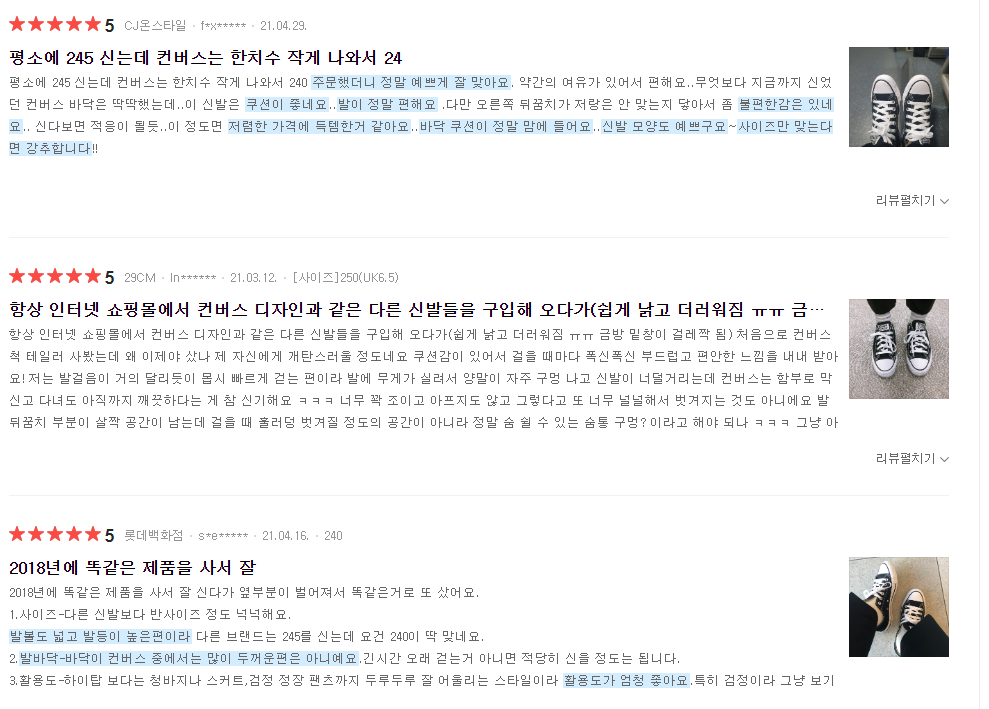 ★★★★★ 5 CJ온스타일 · f*x***** · 21.04.29.
평소에 245 신는데 컨버스는 한치수 작게 나와서 24
평소에 245 신는데 컨버스는 한치수 작게 나와서 240 주문했더니 정말 예쁘게 잘 맞아요. 약간의 여유가 있어서 편해요..무엇보다 지금까지 신었
던 컨버스 바닥은 딱딱했는데..이 신발은 쿠션이 좋네요..발이 정말 편해요 .다만 오른쪽 뒤꿈치가 저랑은 안 맞는지 닿아서 좀 불편한감은 있네
요.. 신다보면 적응이 될듯..이 정도면 저렴한 가격에 득템한거 같아요..바닥 쿠션이 정말 맘에 들어요..신발 모양도 예쁘구요~사이즈만 맞는다
면 강추합니다!!
리뷰펼치기
★★★★★ 5 29CM · ln****** · 21.03.12. · [사이즈]250(UK6.5)
항상 인터넷 쇼핑몰에서 컨버스 디자인과 같은 다른 신발들을 구입해 오다가(쉽게 낡고 더러워짐 ㅠㅠ 금…
항상 인터넷 쇼핑몰에서 컨버스 디자인과 같은 다른 신발들을 구입해 오다가(쉽게 낡고 더러워짐 ㅠㅠ 금방 밑창이 걸레짝 됨) 처음으로 컨버스
척 테일러 사봤는데 왜 이제야 샀나 제 자신에게 개탄스러울 정도네요 쿠션감이 있어서 걸을 때마다 폭신폭신 부드럽고 편안한 느낌을 내내 받아
요! 저는 발걸음이 거의 달리듯이 몹시 빠르게 걷는 편이라 발에 무게가 실려서 양말이 자주 구멍 나고 신발이 너덜거리는데 컨버스는 함부로 막
신고 다녀도 아직까지 깨끗하다는 게 참 신기해요 ㅋㅋㅋ 너무 꽉 조이고 아프지도 않고 그렇다고 또 너무 널널해서 벗겨지는 것도 아니에요 발
뒤꿈치 부분이 살짝 공간이 남는데 걸을 때 훌러덩 벗겨질 정도의 공간이 아니라 정말 숨 쉴 수 있는 숨통 구멍? 이라고 해야 되나 ㅋㅋㅋ 그냥 아
리뷰펼치기
★★★★★ 5 롯데백화점 · s*e***** · 21.04.16. · 240
2018년에 똑같은 제품을 사서 잘
2018년에 똑같은 제품을 사서 잘 신다가 옆부분이 벌어져서 똑같은거로 또 샀어요.
1.사이즈-다른 신발보다 반사이즈 정도 넉넉해요.
발볼도 넓고 발등이 높은편이라 다른 브랜드는 245를 신는데 요건 240이 딱 맞네요.
2.발바닥-바닥이 컨버스 중에서는 많이 두꺼운편은 아니예요.긴시간 오래 걷는거 아니면 적당히 신을 정도는 됩니다.
3.활용도-하이탑 보다는 청바지나 스커트,검정 정장 팬츠까지 두루두루 잘 어울리는 스타일이라 활용도가 엄청 좋아요.특히 검정이라 그냥 보기